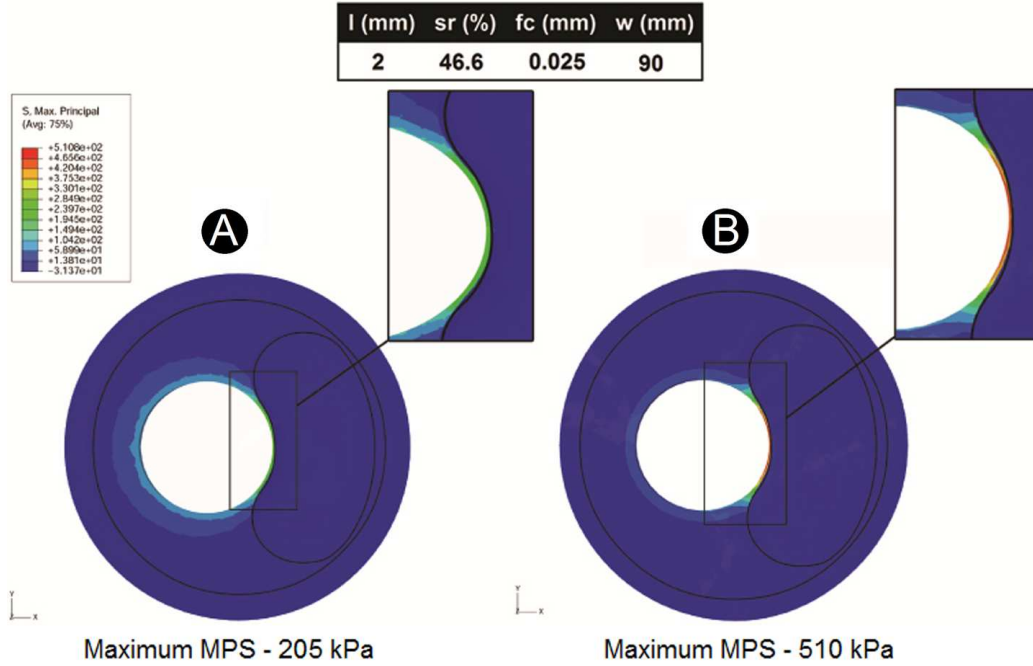 l (mm) sr (%) fc (mm) w (mm)
2 46.6 0.025 90
S, Max. Principal
(Avg: 75%)
+5.108e+02
+4.656e+02
+4.204e+02
+3.753e+02
+3.301e+02
+2.849e+02
+2.397e+02
+1.945e+02
+1.494e+02
+1.042e+02
+5.899e+01
+1.381e+01
−3.137e+01
A
B
Y
Z X
Y
Z X
Maximum MPS - 205 kPa
Maximum MPS - 510 kPa